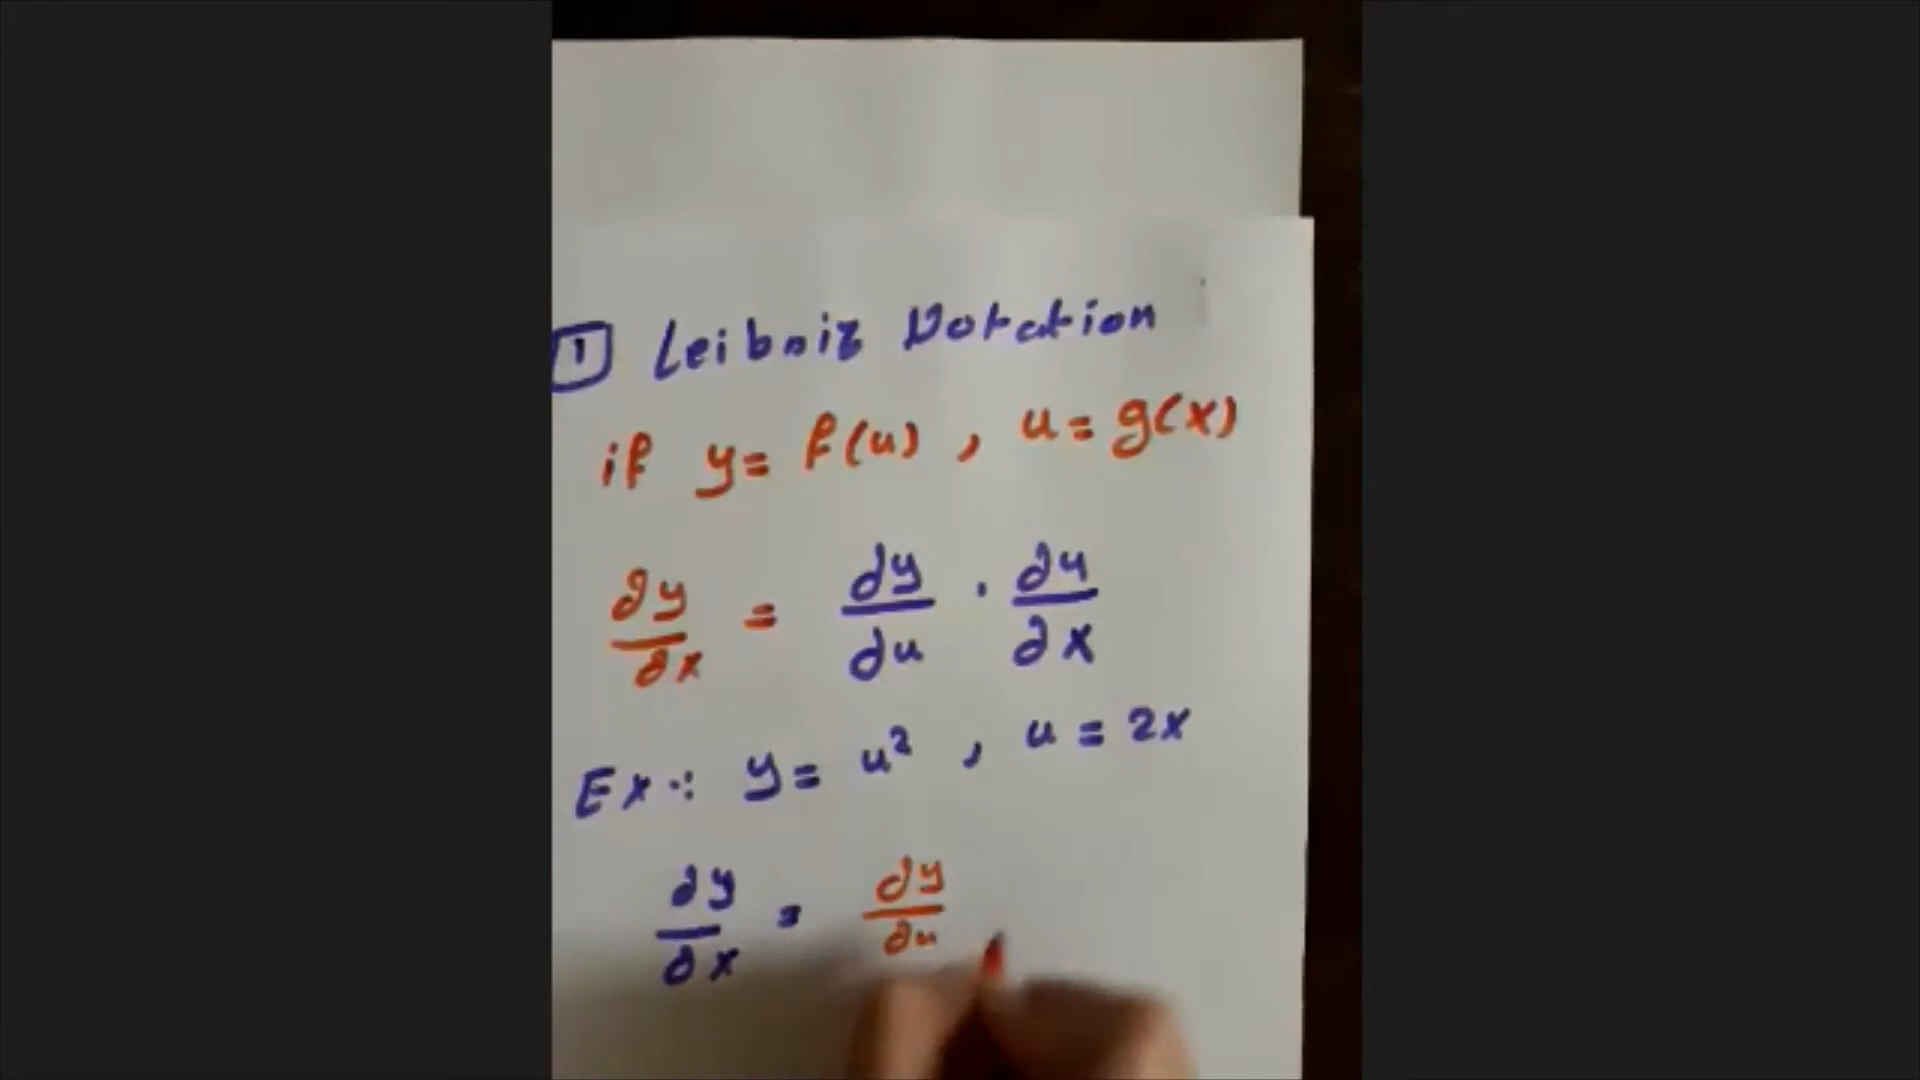 1 Leibniz Notation
if y = f(u) , u = g(x)
∂y/∂x = ∂y/∂u · ∂u/∂x
Ex.: y = u² , u = 2x
∂y/∂x = ∂y/∂u